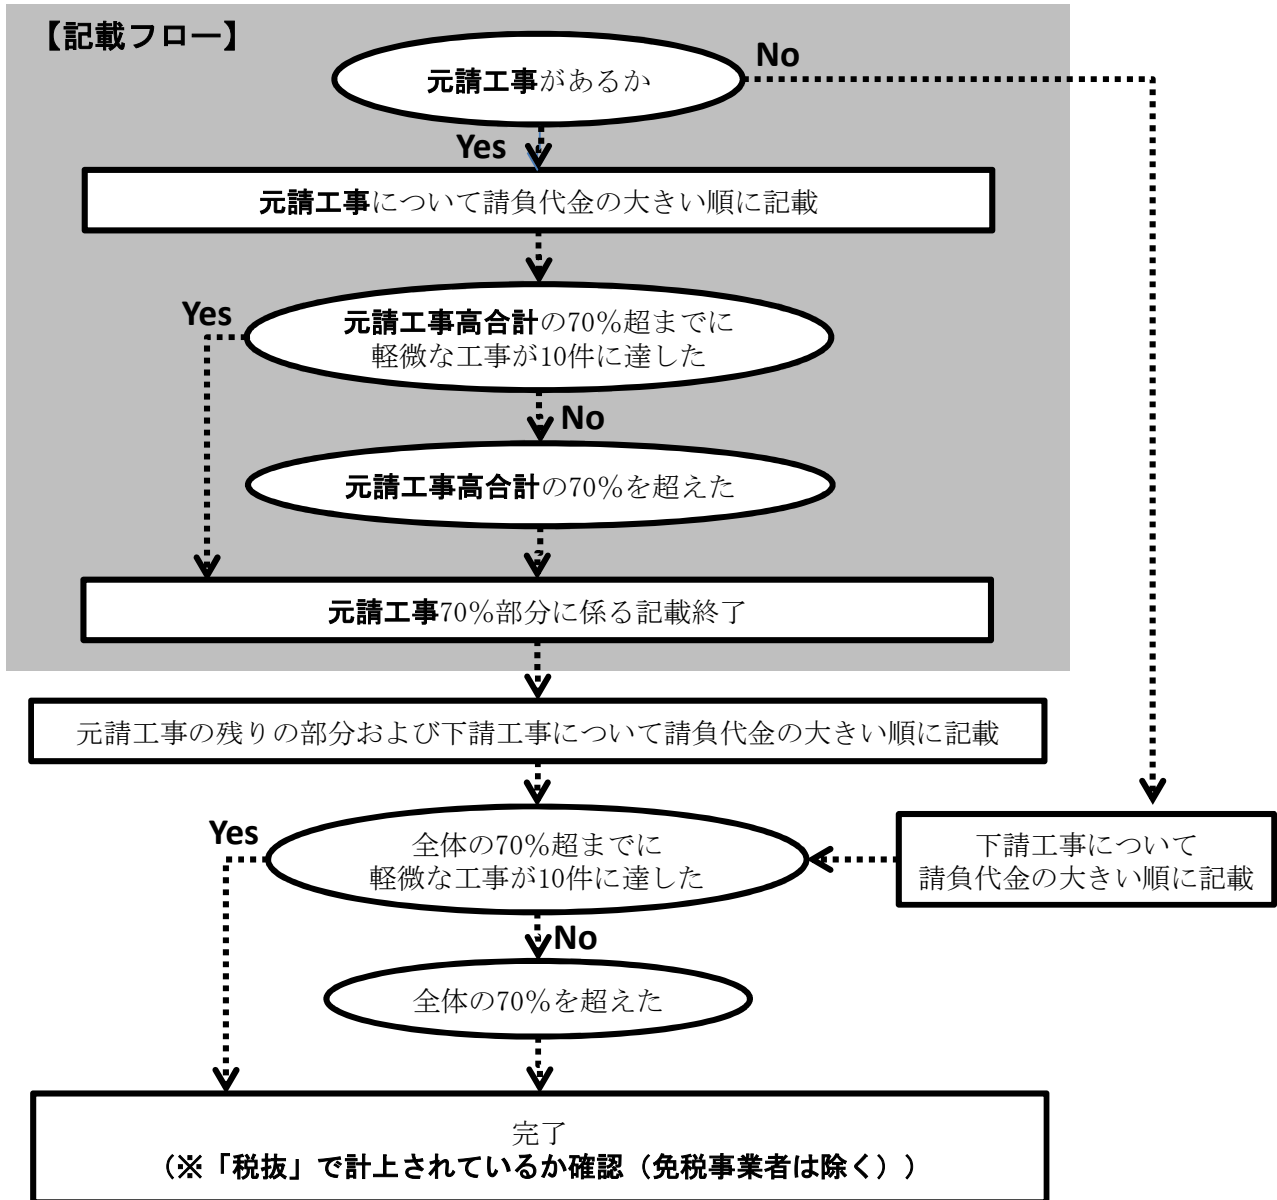 【記載フロー】
元請工事があるか
No
Yes
元請工事について請負代金の大きい順に記載
Yes
元請工事高合計の70%超までに
軽微な工事が10件に達した
No
元請工事高合計の70%を超えた
元請工事70%部分に係る記載終了
元請工事の残りの部分および下請工事について請負代金の大きい順に記載
Yes
全体の70%超までに
軽微な工事が10件に達した
下請工事について
請負代金の大きい順に記載
No
全体の70%を超えた
完了
(※「税抜」で計上されているか確認(免税事業者は除く))